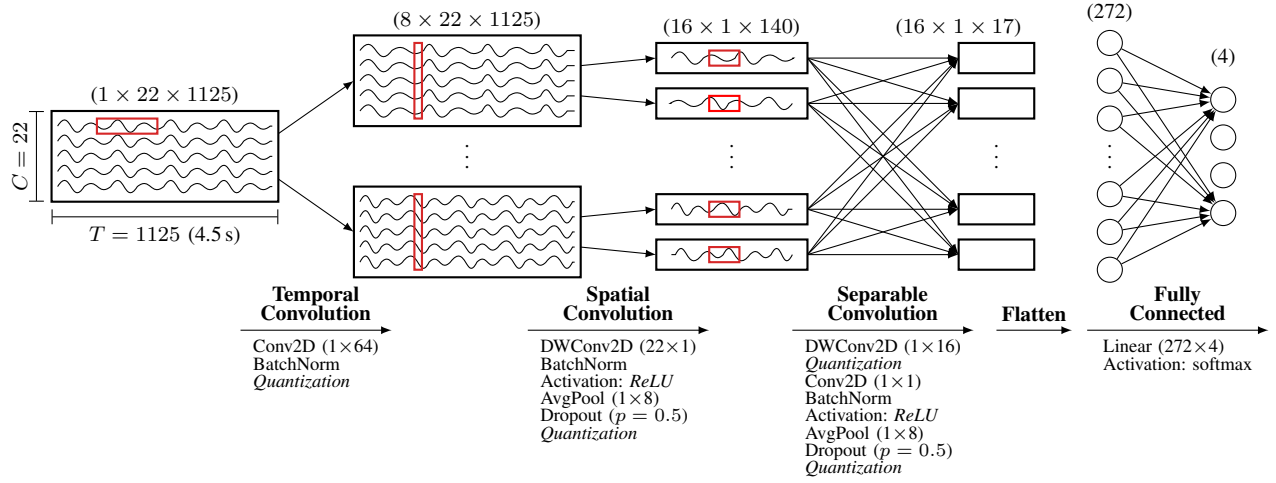 (1 × 22 × 1125)
C = 22
T = 1125 (4.5 s)
(8 × 22 × 1125)
(16 × 1 × 140)
(16 × 1 × 17)
(272)
(4)
Temporal
Convolution
Conv2D (1×64)
BatchNorm
Quantization
Spatial
Convolution
DWConv2D (22×1)
BatchNorm
Activation: ReLU
AvgPool (1×8)
Dropout (p = 0.5)
Quantization
Separable
Convolution
DWConv2D (1×16)
Quantization
Conv2D (1×1)
BatchNorm
Activation: ReLU
AvgPool (1×8)
Dropout (p = 0.5)
Quantization
Flatten
Fully
Connected
Linear (272×4)
Activation: softmax